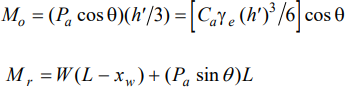 M_o = (P_a cos θ)(h′/3) = [C_a γ_e (h′)³/6] cos θ
M_r = W(L − x_w) + (P_a sin θ)L